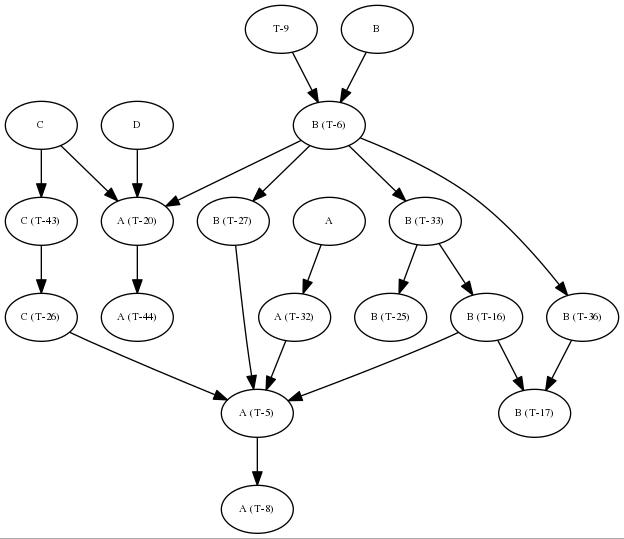 T-9
B
C
D
B (T-6)
C (T-43)
A (T-20)
B (T-27)
A
B (T-33)
C (T-26)
A (T-44)
A (T-32)
B (T-25)
B (T-16)
B (T-36)
A (T-5)
B (T-17)
A (T-8)